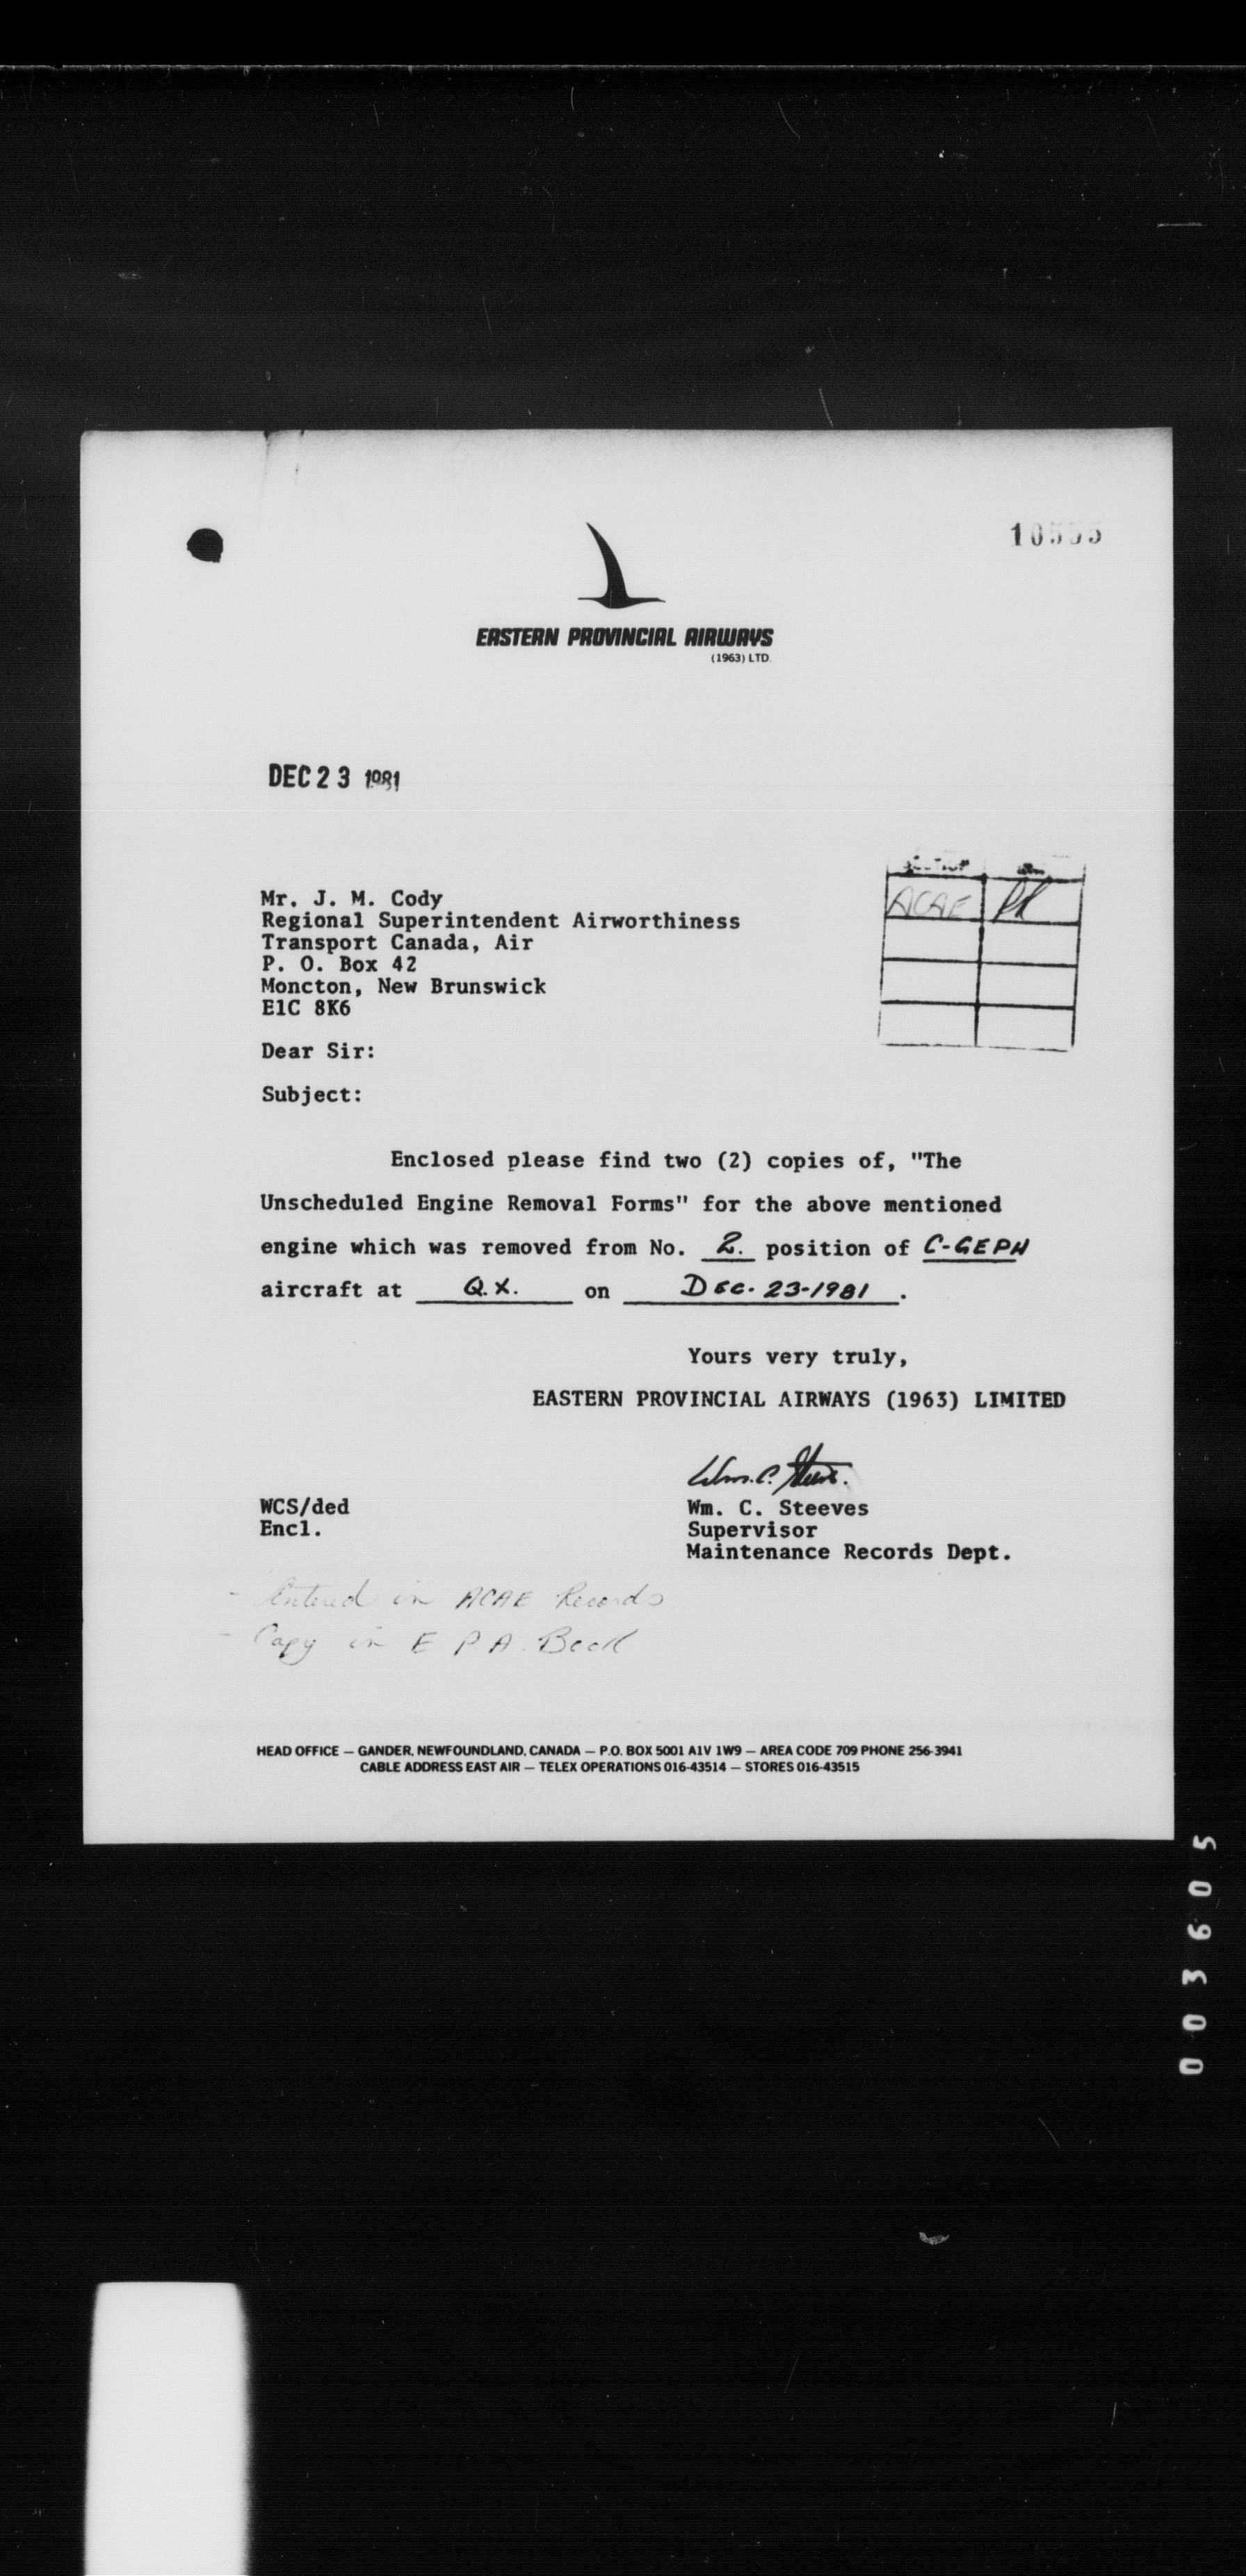 10555
EASTERN PROVINCIAL AIRWAYS
(1963) LTD.
DEC 23 1981
Mr. J. M. Cody
Regional Superintendent Airworthiness
Transport Canada, Air
P. O. Box 42
Moncton, New Brunswick
E1C 8K6
ACAE
Dear Sir:
Subject:
Enclosed please find two (2) copies of, "The
Unscheduled Engine Removal Forms" for the above mentioned
engine which was removed from No. 2. position of C-GEPH
aircraft at Q.X. on DEC. 23-1981.
Yours very truly,
EASTERN PROVINCIAL AIRWAYS (1963) LIMITED
Wm. C. Steeves
WCS/ded Wm. C. Steeves
Encl. Supervisor
Maintenance Records Dept.
- Entered in ACAE Records
- Copy in E.P.A. Book
HEAD OFFICE — GANDER, NEWFOUNDLAND, CANADA — P.O. BOX 5001 A1V 1W9 — AREA CODE 709 PHONE 256-3941
CABLE ADDRESS EAST AIR — TELEX OPERATIONS 016-43514 — STORES 016-43515
003605